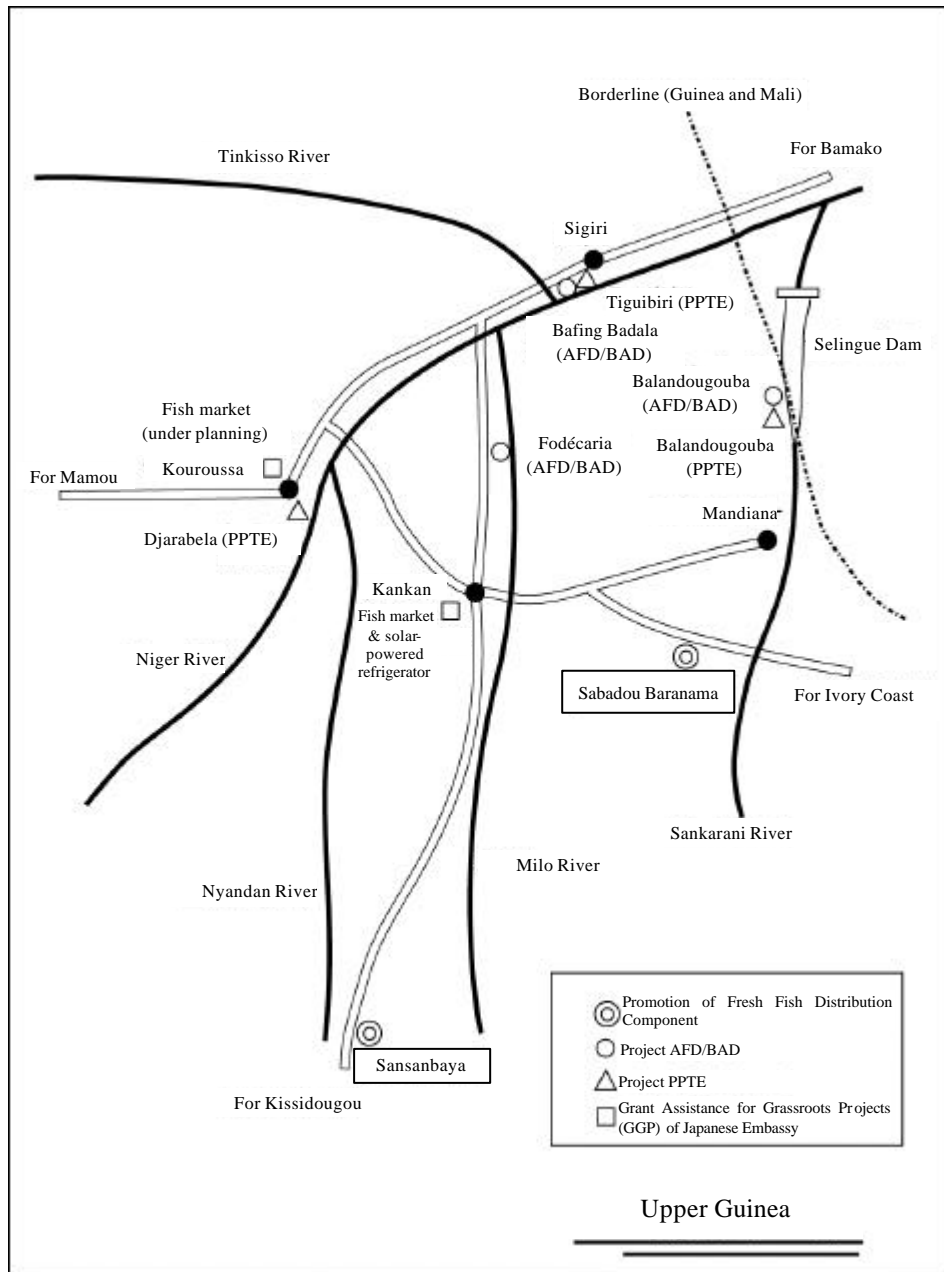 Borderline (Guinea and Mali)
For Bamako
Tinkisso River
Sigiri
Tiguibiri (PPTE)
Bafing Badala
(AFD/BAD)
Selingue Dam
Balandougouba
(AFD/BAD)
Balandougouba
(PPTE)
Fish market
(under planning)
Kouroussa
For Mamou
Djarabela (PPTE)
Fodécaria
(AFD/BAD)
Mandiana
Kankan
Fish market
& solar-
powered
refrigerator
Niger River
Sabadou Baranama
For Ivory Coast
Sankarani River
Milo River
Nyandan River
Sansanbaya
For Kissidougou
Promotion of Fresh Fish Distribution
Component
Project AFD/BAD
Project PPTE
Grant Assistance for Grassroots Projects
(GGP) of Japanese Embassy
Upper Guinea